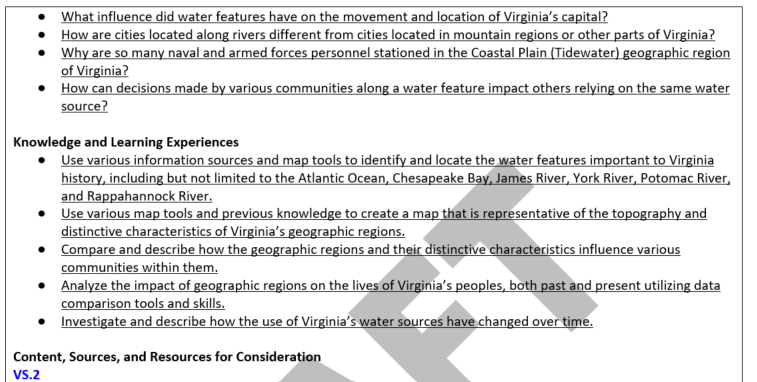 ● What influence did water features have on the movement and location of Virginia’s capital?
● How are cities located along rivers different from cities located in mountain regions or other parts of Virginia?
● Why are so many naval and armed forces personnel stationed in the Coastal Plain (Tidewater) geographic region
of Virginia?
● How can decisions made by various communities along a water feature impact others relying on the same water
source?
Knowledge and Learning Experiences
● Use various information sources and map tools to identify and locate the water features important to Virginia
history, including but not limited to the Atlantic Ocean, Chesapeake Bay, James River, York River, Potomac River,
and Rappahannock River.
● Use various map tools and previous knowledge to create a map that is representative of the topography and
distinctive characteristics of Virginia’s geographic regions.
● Compare and describe how the geographic regions and their distinctive characteristics influence various
communities within them.
● Analyze the impact of geographic regions on the lives of Virginia’s peoples, both past and present utilizing data
comparison tools and skills.
● Investigate and describe how the use of Virginia’s water sources have changed over time.
Content, Sources, and Resources for Consideration
VS.2